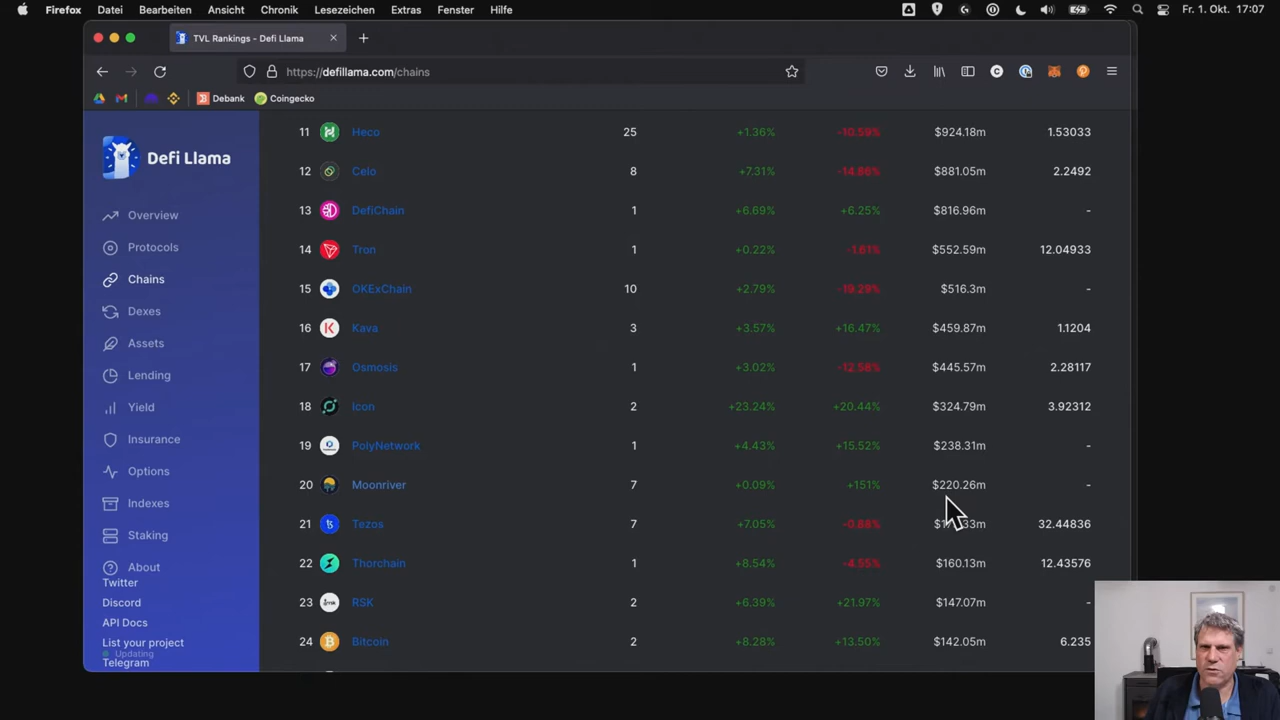 Firefox Datei Bearbeiten Ansicht Chronik Lesezeichen Extras Fenster Hilfe Fr. 1. Okt. 17:07
TVL Rankings - Defi Llama
https://defillama.com/chains
Debank Coingecko
Defi Llama
Overview
Protocols
Chains
Dexes
Assets
Lending
Yield
Insurance
Options
Indexes
Staking
About
Twitter
Discord
API Docs
List your project
Updating
Telegram
11 Heco 25 +1.36% -10.59% $924.18m 1.53033
12 Celo 8 +7.31% -14.86% $881.05m 2.2492
13 DefiChain 1 +6.69% +6.25% $816.96m -
14 Tron 1 +0.22% -1.61% $552.59m 12.04933
15 OKExChain 10 +2.79% -19.29% $516.3m -
16 Kava 3 +3.57% +16.47% $459.87m 1.1204
17 Osmosis 1 +3.02% -12.58% $445.57m 2.28117
18 Icon 2 +23.24% +20.44% $324.79m 3.92312
19 PolyNetwork 1 +4.43% +15.52% $238.31m -
20 Moonriver 7 +0.09% +151% $220.26m -
21 Tezos 7 +7.05% -0.88% 32.44836
22 Thorchain 1 +8.54% -4.55% $160.13m 12.43576
23 RSK 2 +6.39% +21.97% $147.07m -
24 Bitcoin 2 +8.28% +13.50% $142.05m 6.235